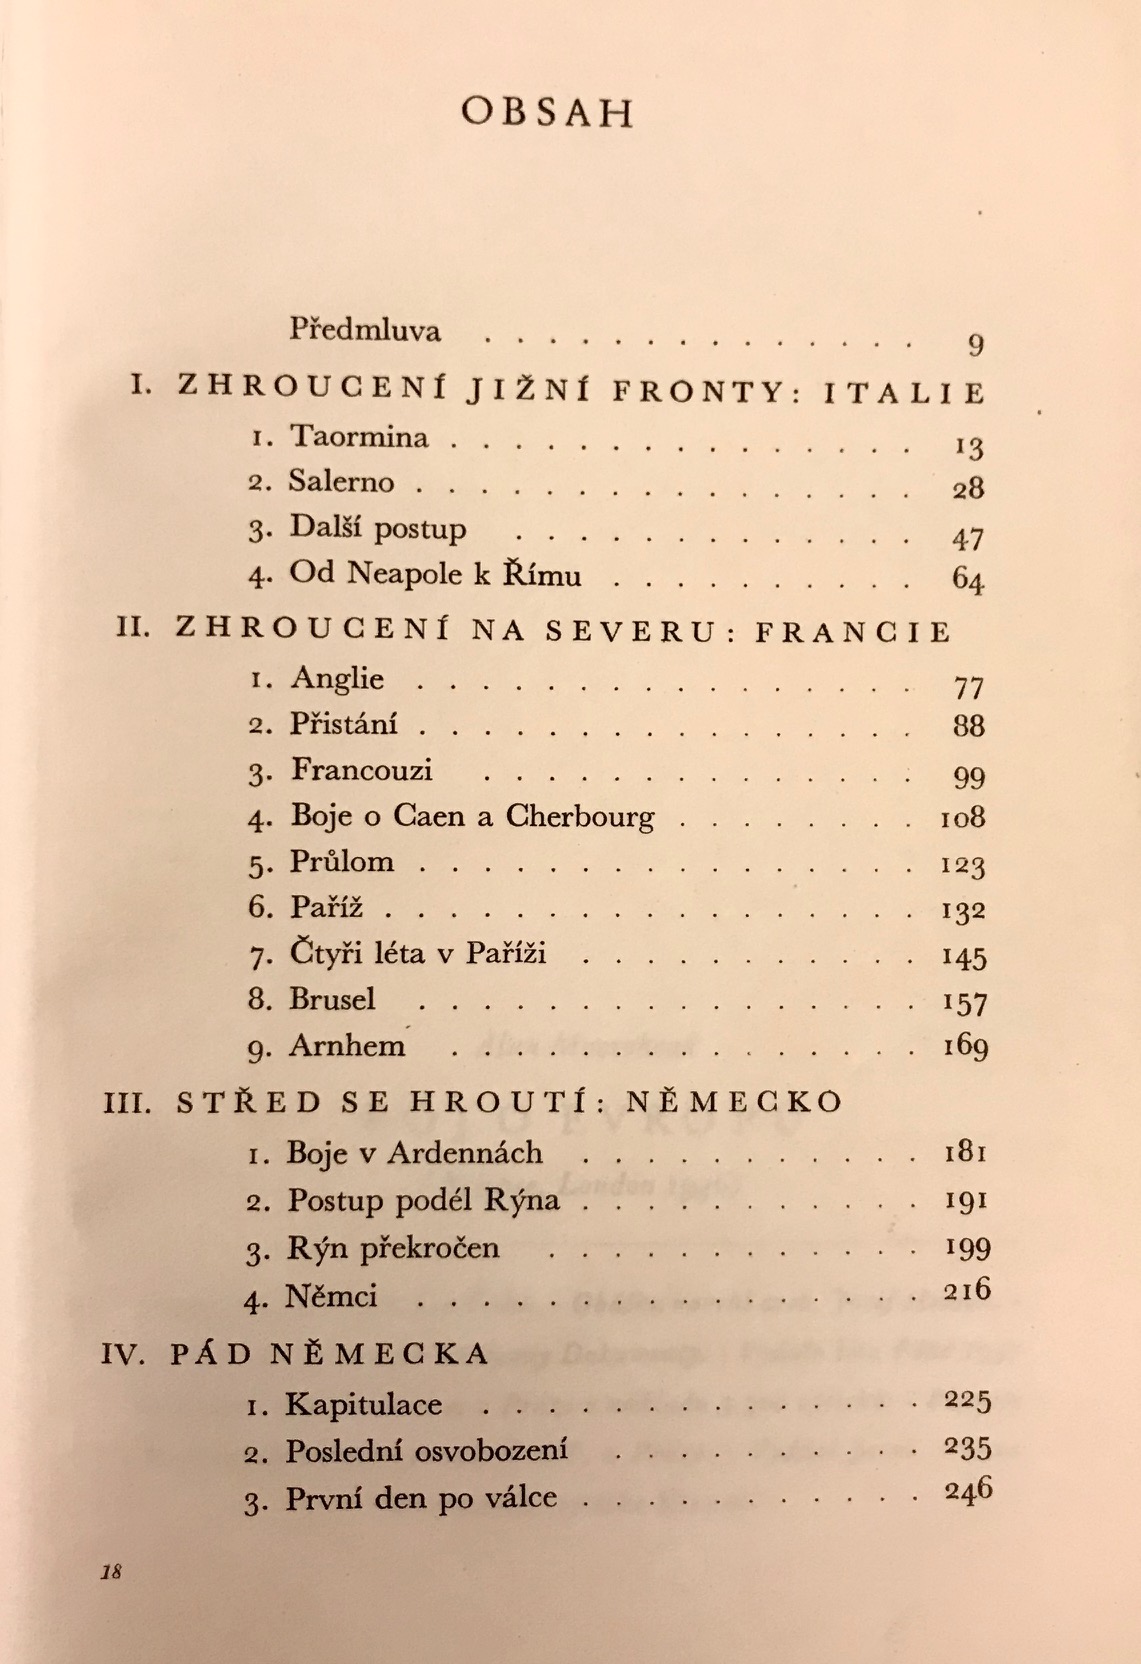 OBSAH
Předmluva . . . . . . . . . . . . . . 9
I. ZHROUCENÍ JIŽNÍ FRONTY: ITALIE
1. Taormina . . . . . . . . . . . . . . . 13
2. Salerno . . . . . . . . . . . . . . . . 28
3. Další postup . . . . . . . . . . . . . 47
4. Od Neapole k Římu . . . . . . . . . . 64
II. ZHROUCENÍ NA SEVERU: FRANCIE
1. Anglie . . . . . . . . . . . . . . . . 77
2. Přistání . . . . . . . . . . . . . . . . 88
3. Francouzi . . . . . . . . . . . . . . 99
4. Boje o Caen a Cherbourg . . . . . . . . 108
5. Průlom . . . . . . . . . . . . . . . . 123
6. Paříž . . . . . . . . . . . . . . . . . 132
7. Čtyři léta v Paříži . . . . . . . . . . . 145
8. Brusel . . . . . . . . . . . . . . . . 157
9. Arnhem . . . . . . . . . . . . . . . 169
III. STŘED SE HROUTÍ: NĚMECKO
1. Boje v Ardennách . . . . . . . . . . . 181
2. Postup podél Rýna . . . . . . . . . . . 191
3. Rýn překročen . . . . . . . . . . . . 199
4. Němci . . . . . . . . . . . . . . . . 216
IV. PÁD NĚMECKA
1. Kapitulace . . . . . . . . . . . . . . 225
2. Poslední osvobození . . . . . . . . . . 235
3. První den po válce . . . . . . . . . . . 246
18